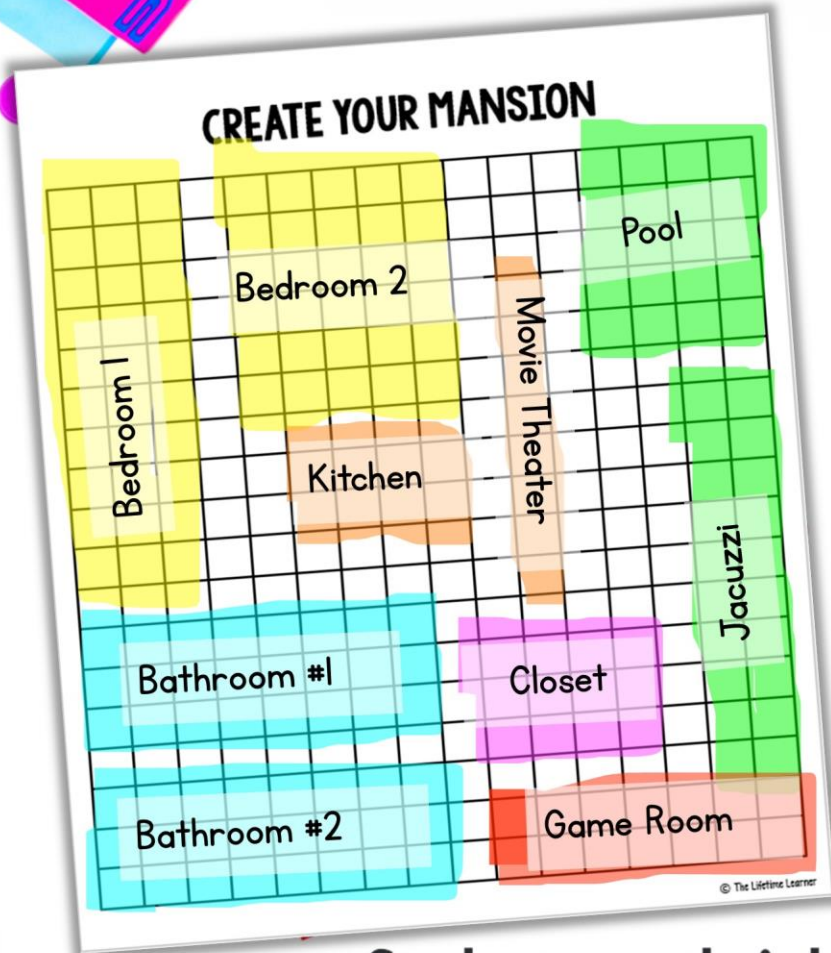 CREATE YOUR MANSION
Pool
Bedroom 2
Movie Theater
Bedroom 1
Kitchen
Jacuzzi
Bathroom #1
Closet
Bathroom #2
Game Room
© The Lifetime Learner